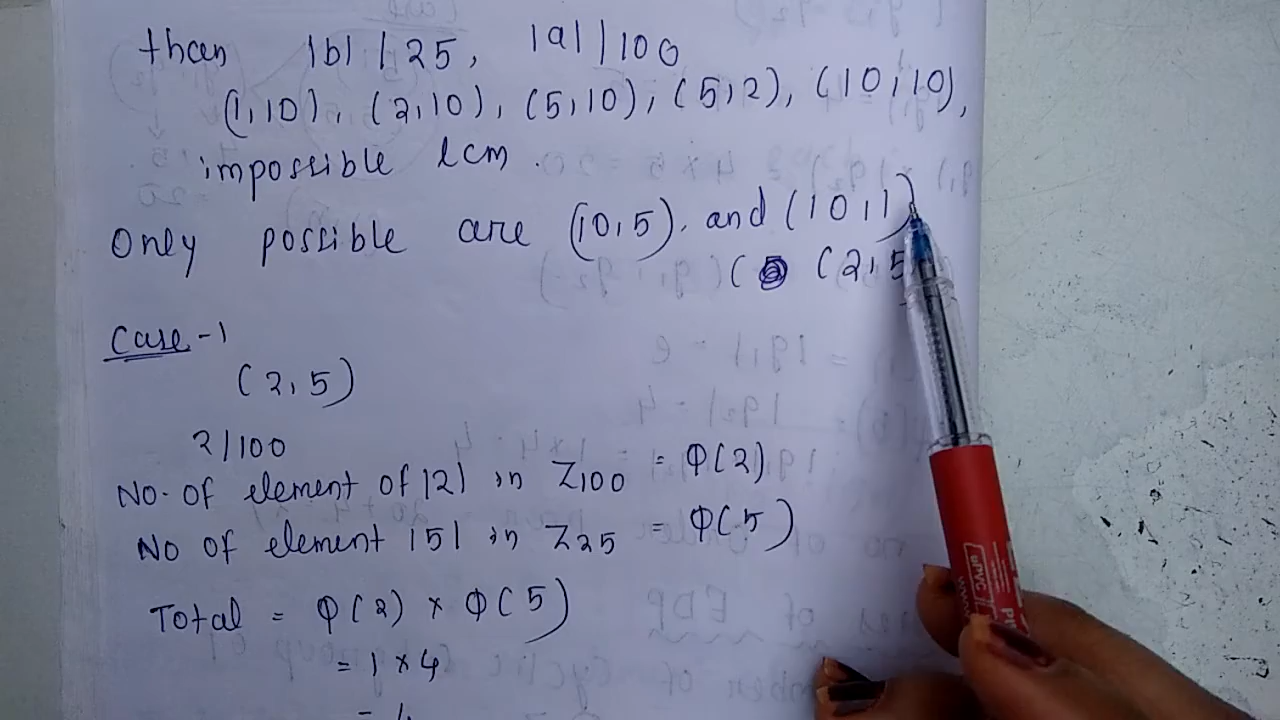 than |b| | 25, |a| | 100
(1,10), (2,10), (5,10), (5,2), (10,10),
impossible lcm.
Only possible are (10,5). and (10,1)
( (2,5
Case-1
(2,5)
2/100
No. of element of |2| in Z100 = Φ(2)
No of element |5| in Z25 = Φ(5)
Total = Φ(2) × Φ(5)
= 1 × 4
= 4
uPVC